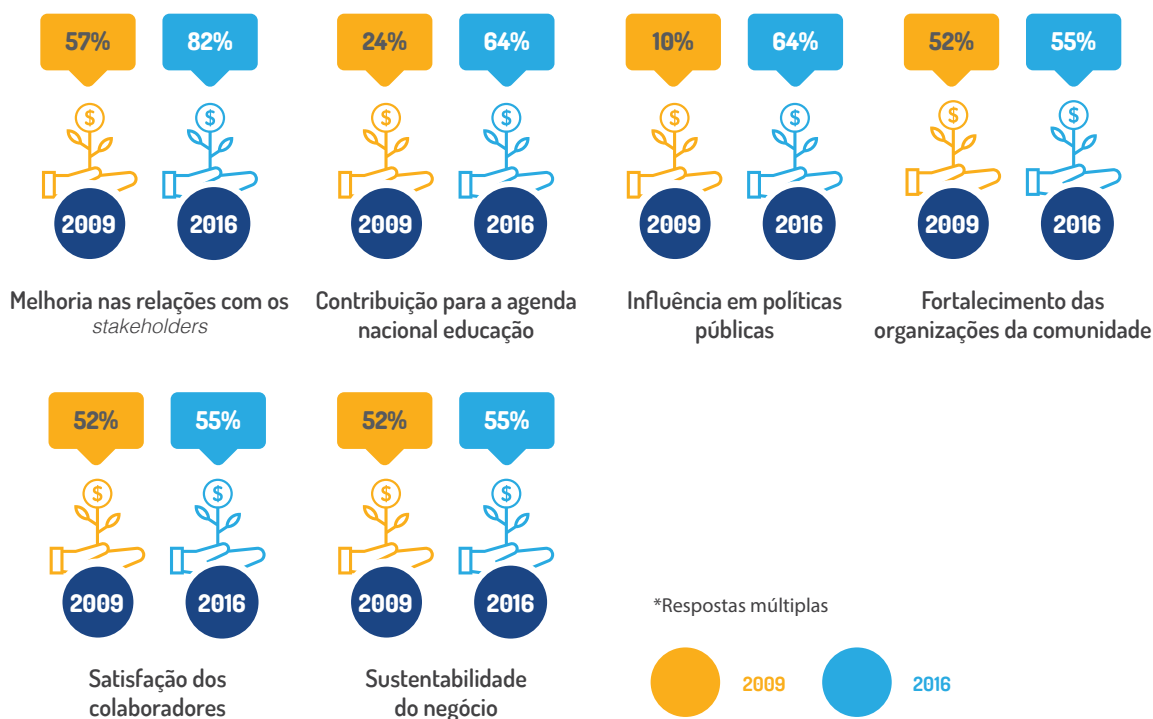 57%
82%
24%
64%
10%
64%
52%
55%
$
$
$
$
$
$
$
$
2009
2016
2009
2016
2009
2016
2009
2016
Melhoria nas relações com os
stakeholders
Contribuição para a agenda
nacional educação
Influência em políticas
públicas
Fortalecimento das
organizações da comunidade
52%
55%
52%
55%
$
$
$
$
2009
2016
2009
2016
Satisfação dos
colaboradores
Sustentabilidade
do negócio
*Respostas múltiplas
2009
2016